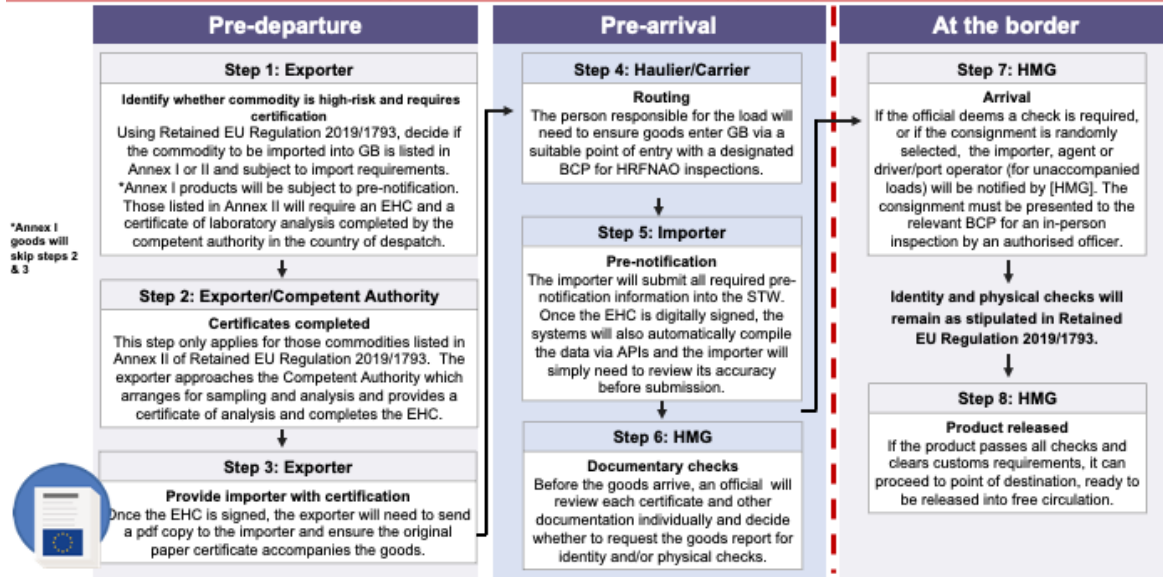 Pre-departure
Step 1: Exporter
Identify whether commodity is high-risk and requires
certification
Using Retained EU Regulation 2019/1793, decide if
the commodity to be imported into GB is listed in
Annex I or II and subject to import requirements.
*Annex I products will be subject to pre-notification.
Those listed in Annex II will require an EHC and a
certificate of laboratory analysis completed by the
competent authority in the country of despatch.
*Annex I
goods will
skip steps 2
& 3
Step 2: Exporter/Competent Authority
Certificates completed
This step only applies for those commodities listed in
Annex II of Retained EU Regulation 2019/1793. The
exporter approaches the Competent Authority which
arranges for sampling and analysis and provides a
certificate of analysis and completes the EHC.
Step 3: Exporter
Provide importer with certification
Once the EHC is signed, the exporter will need to send
a pdf copy to the importer and ensure the original
paper certificate accompanies the goods.
Pre-arrival
Step 4: Haulier/Carrier
Routing
The person responsible for the load will
need to ensure goods enter GB via a
suitable point of entry with a designated
BCP for HRFNAO inspections.
Step 5: Importer
Pre-notification
The importer will submit all required pre-
notification information into the STW.
Once the EHC is digitally signed, the
systems will also automatically compile
the data via APIs and the importer will
simply need to review its accuracy
before submission.
Step 6: HMG
Documentary checks
Before the goods arrive, an official will
review each certificate and other
documentation individually and decide
whether to request the goods report for
identity and/or physical checks.
At the border
Step 7: HMG
Arrival
If the official deems a check is required,
or if the consignment is randomly
selected, the importer, agent or
driver/port operator (for unaccompanied
loads) will be notified by [HMG]. The
consignment must be presented to the
relevant BCP for an in-person
inspection by an authorised officer.
Identity and physical checks will
remain as stipulated in Retained
EU Regulation 2019/1793.
Step 8: HMG
Product released
If the product passes all checks and
clears customs requirements, it can
proceed to point of destination, ready to
be released into free circulation.